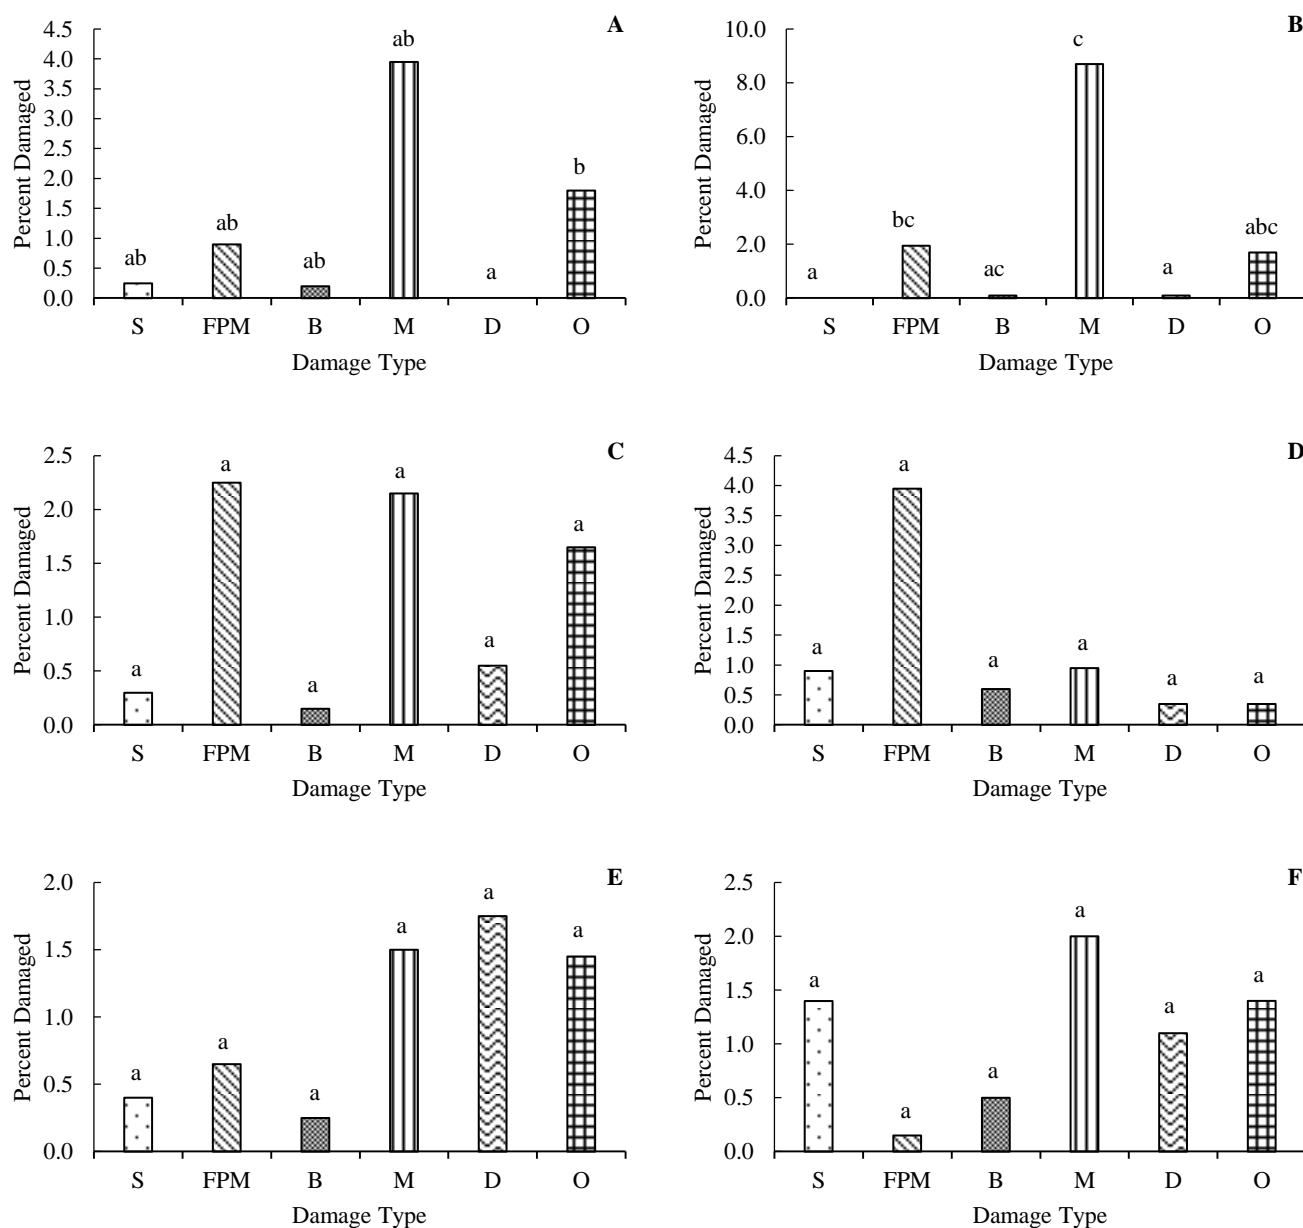 A
Percent Damaged
4.5
4.0
3.5
3.0
2.5
2.0
1.5
1.0
0.5
0.0
ab ab ab ab a b
S FPM B M D O
Damage Type
B
Percent Damaged
10.0
8.0
6.0
4.0
2.0
0.0
a bc ac c a abc
S FPM B M D O
Damage Type
C
Percent Damaged
2.5
2.0
1.5
1.0
0.5
0.0
a a a a a a
S FPM B M D O
Damage Type
D
Percent Damaged
4.5
4.0
3.5
3.0
2.5
2.0
1.5
1.0
0.5
0.0
a a a a a a
S FPM B M D O
Damage Type
E
Percent Damaged
2.0
1.5
1.0
0.5
0.0
a a a a a a
S FPM B M D O
Damage Type
F
Percent Damaged
2.5
2.0
1.5
1.0
0.5
0.0
a a a a a a
S FPM B M D O
Damage Type